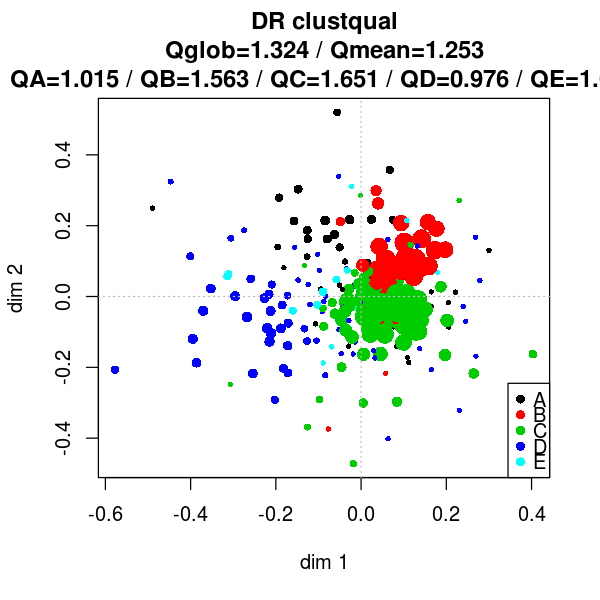 DR clustqual
Qglob=1.324 / Qmean=1.253
QA=1.015 / QB=1.563 / QC=1.651 / QD=0.976 / QE=1.
dim 2
0.4
0.2
0.0
-0.2
-0.4
A
B
C
D
E
-0.6 -0.4 -0.2 0.0 0.2 0.4
dim 1